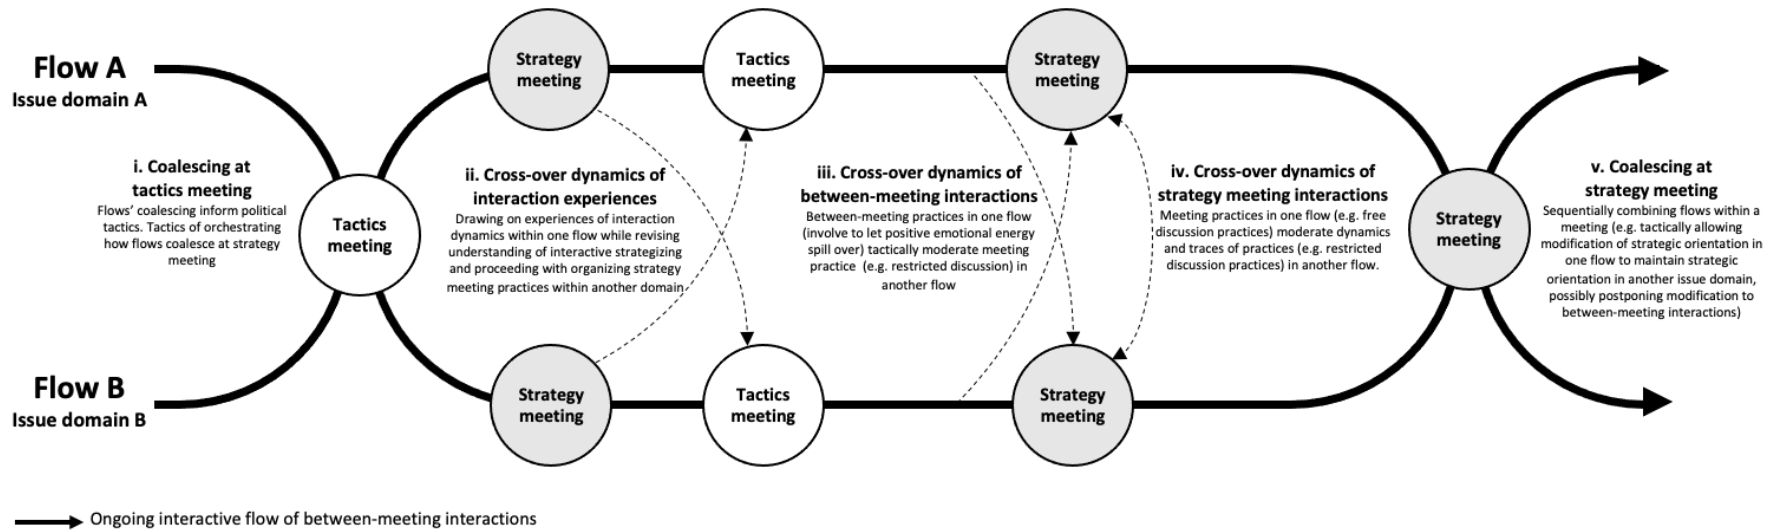 Flow A
Issue domain A
i. Coalescing at
tactics meeting
Flows' coalescing inform political
tactics. Tactics of orchestrating
how flows coalesce at strategy
meeting
Flow B
Issue domain B
Tactics
meeting
Strategy
meeting
ii. Cross-over dynamics of
interaction experiences
Drawing on experiences of interaction
dynamics within one flow while revising
understanding of interactive strategizing
and proceeding with organizing strategy
meeting practices within another domain
Strategy
meeting
Tactics
meeting
Tactics
meeting
iii. Cross-over dynamics of
between-meeting interactions
Between-meeting practices in one flow
(involve to let positive emotional energy
spill over) tactically moderate meeting
practice (e.g. restricted discussion) in
another flow
Strategy
meeting
Strategy
meeting
iv. Cross-over dynamics of
strategy meeting interactions
Meeting practices in one flow (e.g. free
discussion practices) moderate dynamics
and traces of practices (e.g. restricted
discussion practices) in another flow.
Strategy
meeting
v. Coalescing at
strategy meeting
Sequentially combining flows within a
meeting (e.g. tactically allowing
modification of strategic orientation in
one flow to maintain strategic
orientation in another issue domain,
possibly postponing modification to
between-meeting interactions)
Ongoing interactive flow of between-meeting interactions